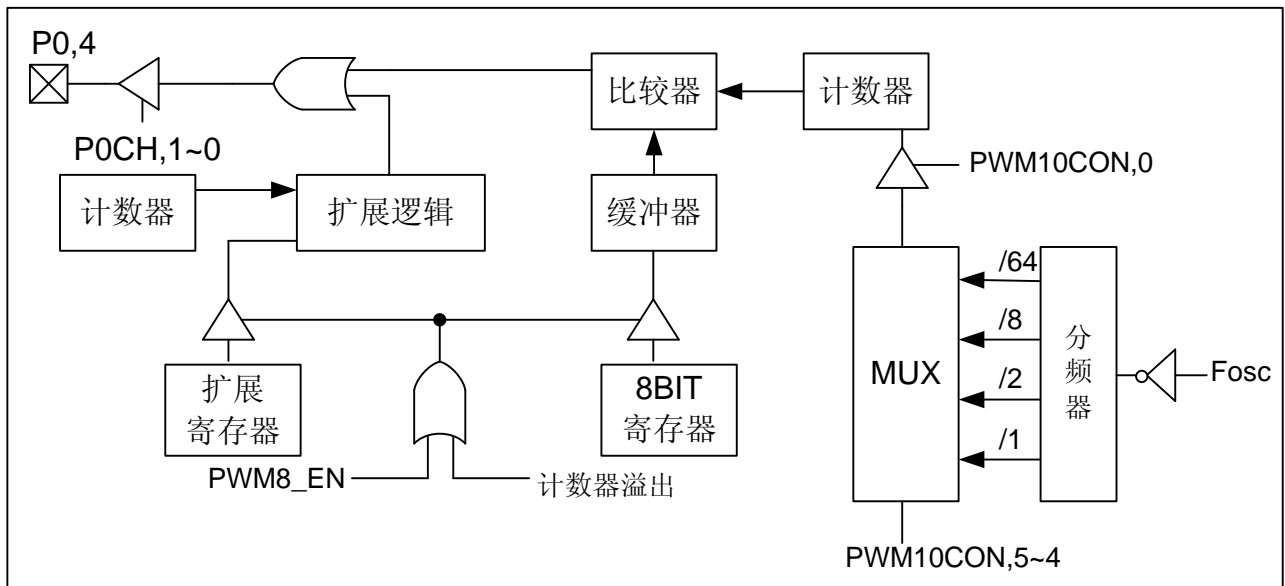 P0,4
P0CH,1~0
比较器
计数器
PWM10CON,0
计数器
扩展逻辑
缓冲器
/64
/8
/2
/1
MUX
分频器
Fosc
扩展
寄存器
8BIT
寄存器
PWM8_EN
计数器溢出
PWM10CON,5~4